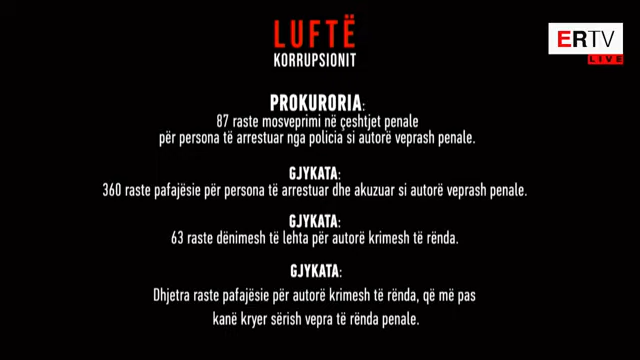 LUFTË
KORRUPSIONIT
ERTV
LIVE
PROKURORIA:
87 raste mosveprimi në çeshtjet penale
për persona të arrestuar nga policia si autorë veprash penale.
GJYKATA:
360 raste pafajësie për persona të arrestuar dhe akuzuar si autorë veprash penale.
GJYKATA:
63 raste dënimesh të lehta për autorë krimesh të rënda.
GJYKATA:
Dhjetra raste pafajësie për autorë krimesh të rënda, që më pas
kanë kryer sërish vepra të rënda penale.